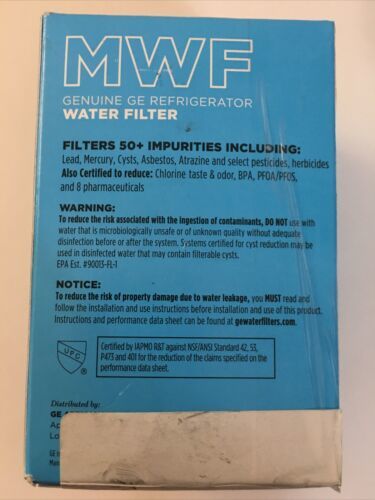 MWF
GENUINE GE REFRIGERATOR
WATER FILTER
FILTERS 50+ IMPURITIES INCLUDING:
Lead, Mercury, Cysts, Asbestos, Atrazine and select pesticides, herbicides
Also Certified to reduce: Chlorine taste & odor, BPA, PFOA/PFOS,
and 8 pharmaceuticals
WARNING:
To reduce the risk associated with the ingestion of contaminants, DO NOT use with
water that is microbiologically unsafe or of unknown quality without adequate
disinfection before or after the system. Systems certified for cyst reduction may be
used in disinfected water that may contain filterable cysts.
EPA Est. #90013-FL-1
NOTICE:
To reduce the risk of property damage due to water leakage, you MUST read and
follow the installation and use instructions before installation and use of this product.
Instructions and performance data sheet can be found at gewaterfilters.com.
UPC
Certified by IAPMO R&T against NSF/ANSI Standard 42, 53,
P473 and 401 for the reduction of the claims specified on the
performance data sheet.
Distributed by:
GE